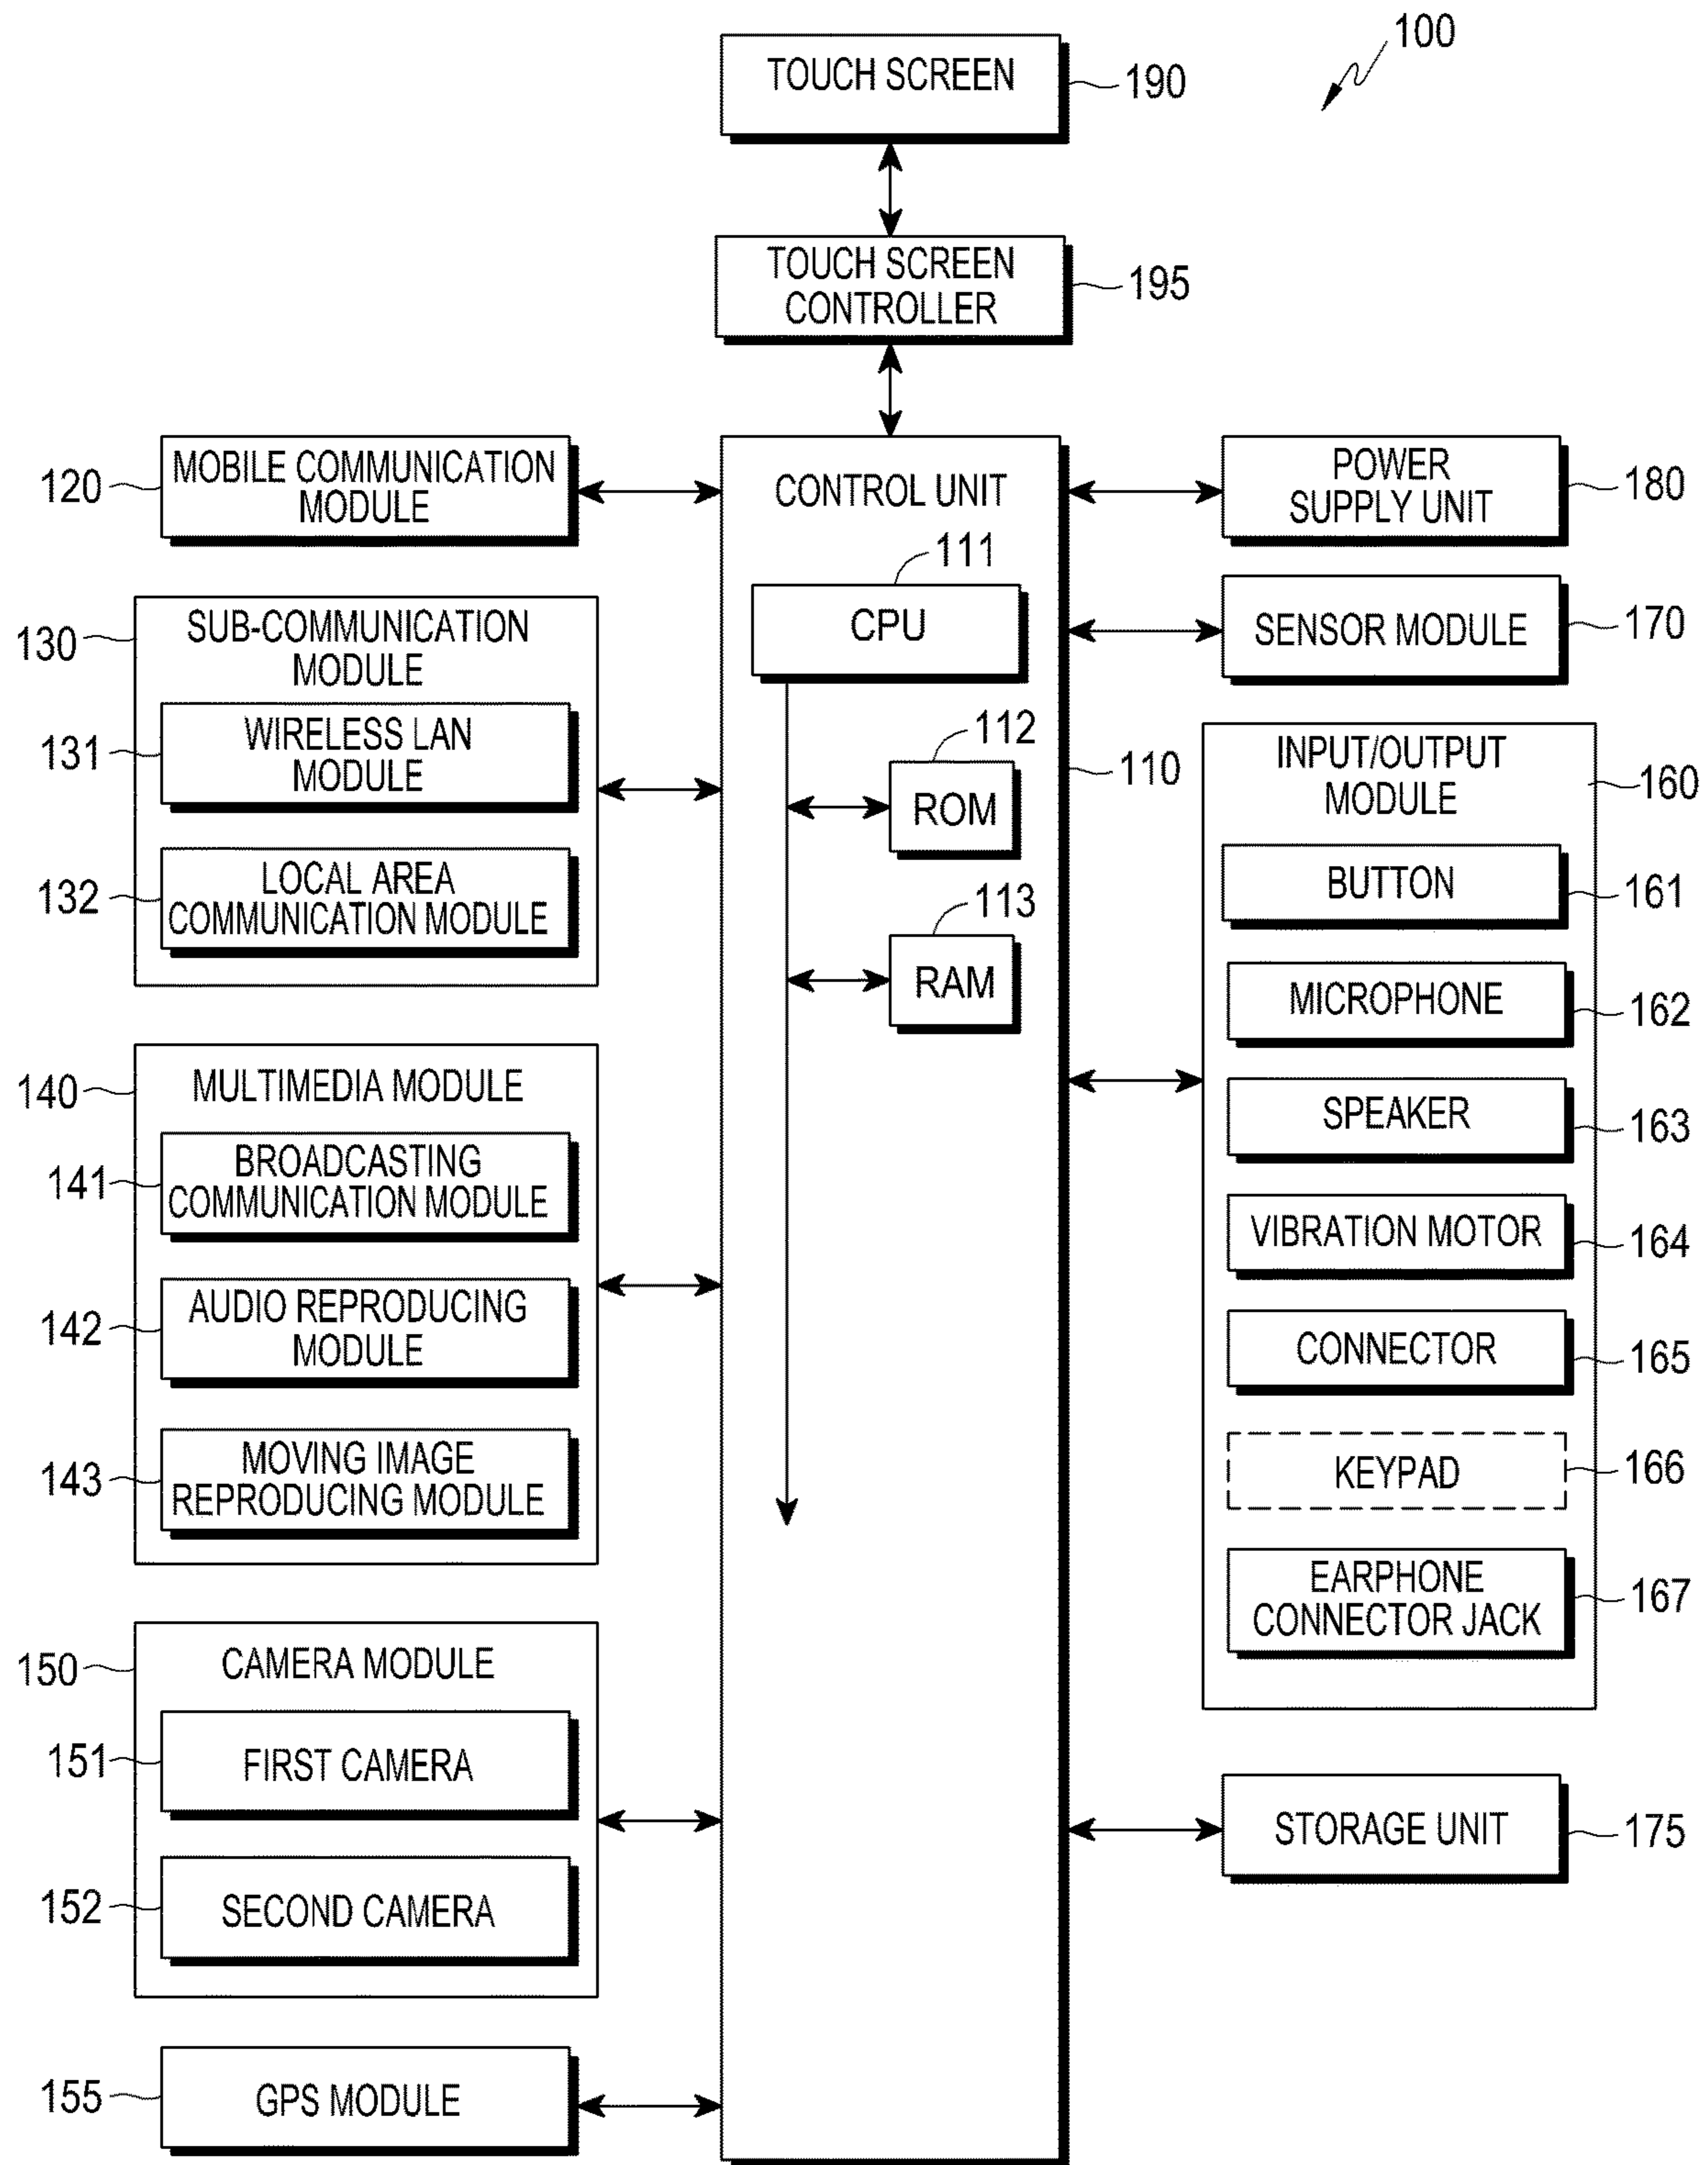 100
TOUCH SCREEN
190
TOUCH SCREEN
CONTROLLER
195
120
MOBILE COMMUNICATION
MODULE
130
SUB-COMMUNICATION
MODULE
131
WIRELESS LAN
MODULE
132
LOCAL AREA
COMMUNICATION MODULE
140
MULTIMEDIA MODULE
141
BROADCASTING
COMMUNICATION MODULE
142
AUDIO REPRODUCING
MODULE
143
MOVING IMAGE
REPRODUCING MODULE
150
CAMERA MODULE
151
FIRST CAMERA
152
SECOND CAMERA
155
GPS MODULE
CONTROL UNIT
111
CPU
112
ROM
113
RAM
110
POWER
SUPPLY UNIT
180
SENSOR MODULE
170
INPUT/OUTPUT
MODULE
160
BUTTON
161
MICROPHONE
162
SPEAKER
163
VIBRATION MOTOR
164
CONNECTOR
165
KEYPAD
166
EARPHONE
CONNECTOR JACK
167
STORAGE UNIT
175